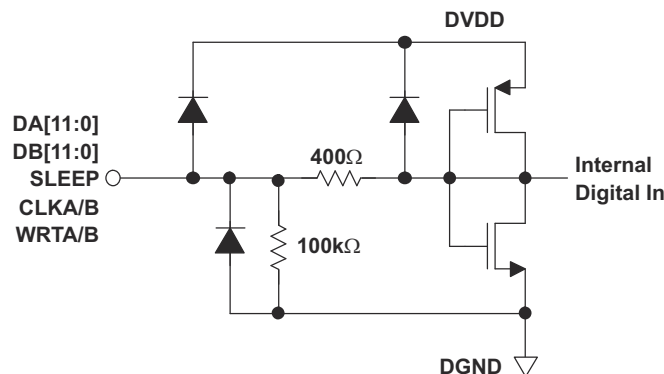 DVDD
DA[11:0]
DB[11:0]
SLEEP
CLKA/B
WRTA/B
400Ω
100kΩ
Internal
Digital In
DGND